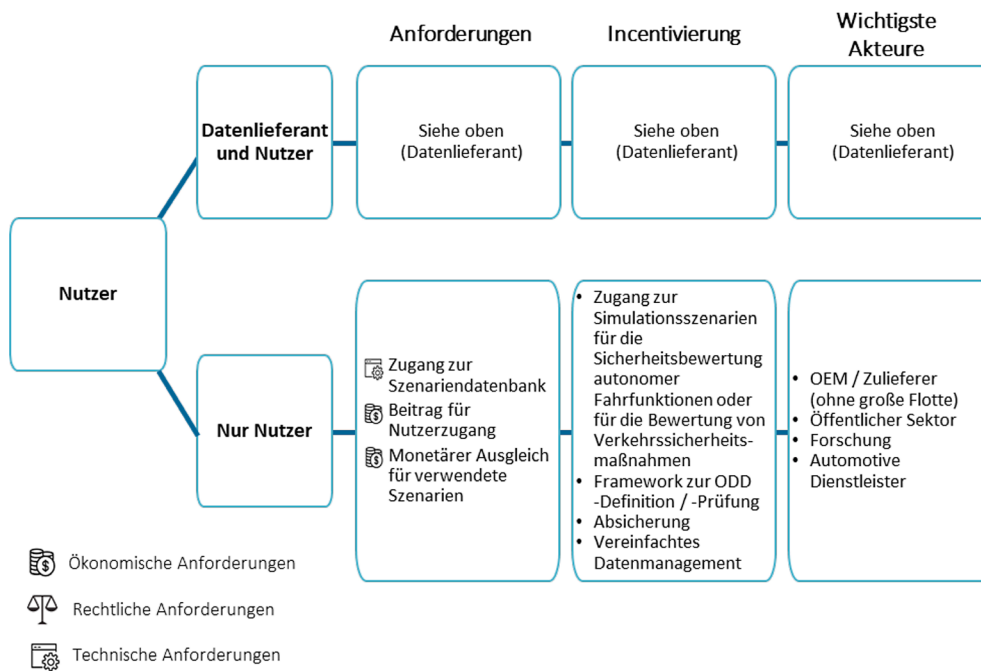 Anforderungen
Incentivierung
Wichtigste
Akteure
Datenlieferant
und Nutzer
Siehe oben
(Datenlieferant)
Siehe oben
(Datenlieferant)
Siehe oben
(Datenlieferant)
Nutzer
Nur Nutzer
Zugang zur
Szenariendatenbank
Beitrag für
Nutzerzugang
Monetärer Ausgleich
für verwendete
Szenarien
• Zugang zur
Simulationsszenarien
für die
Sicherheitsbewertung
autonomer
Fahrfunktionen oder
für die Bewertung von
Verkehrssicherheits-
maßnahmen
• Framework zur ODD
-Definition / -Prüfung
• Absicherung
• Vereinfachtes
Datenmanagement
• OEM / Zulieferer
(ohne große Flotte)
• Öffentlicher Sektor
• Forschung
• Automotive
Dienstleister
Ökonomische Anforderungen
Rechtliche Anforderungen
Technische Anforderungen